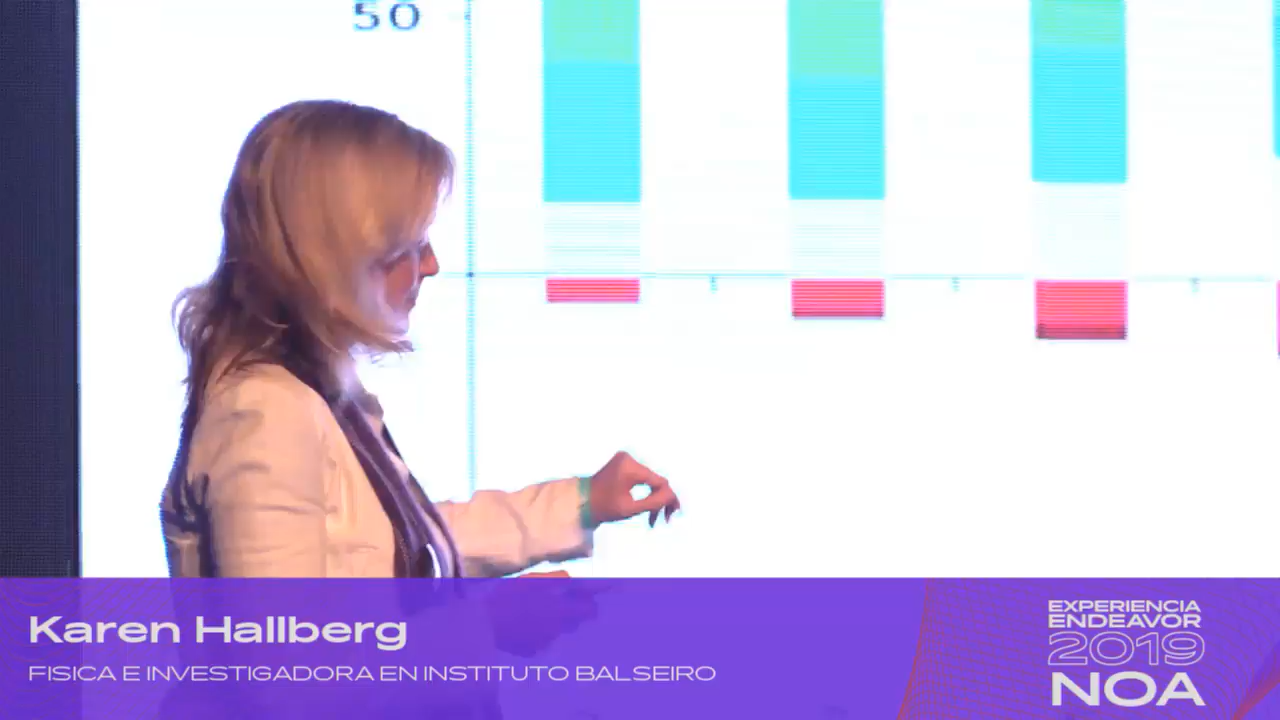 50
Karen Hallberg
FISICA E INVESTIGADORA EN INSTITUTO BALSEIRO
EXPERIENCIA
ENDEAVOR
2019
NOA